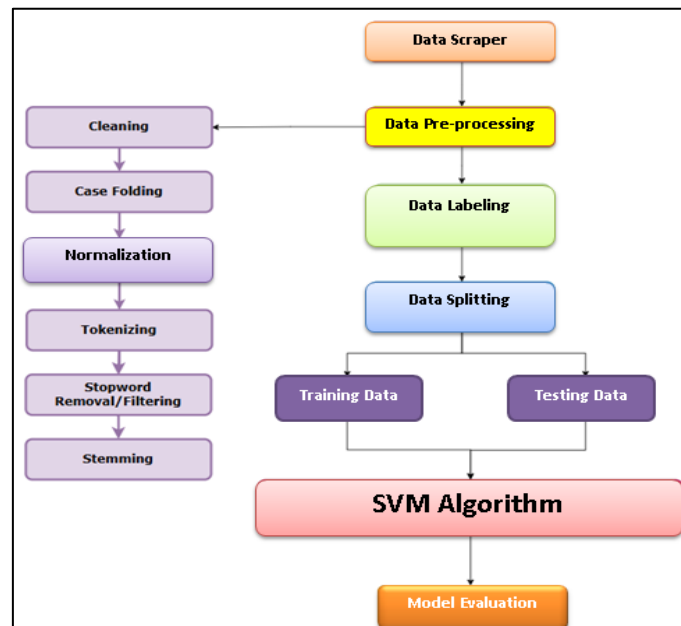 Data Scraper
Data Pre-processing
Cleaning
Case Folding
Normalization
Tokenizing
Stopword
Removal/Filtering
Stemming
Data Labeling
Data Splitting
Training Data
Testing Data
SVM Algorithm
Model Evaluation